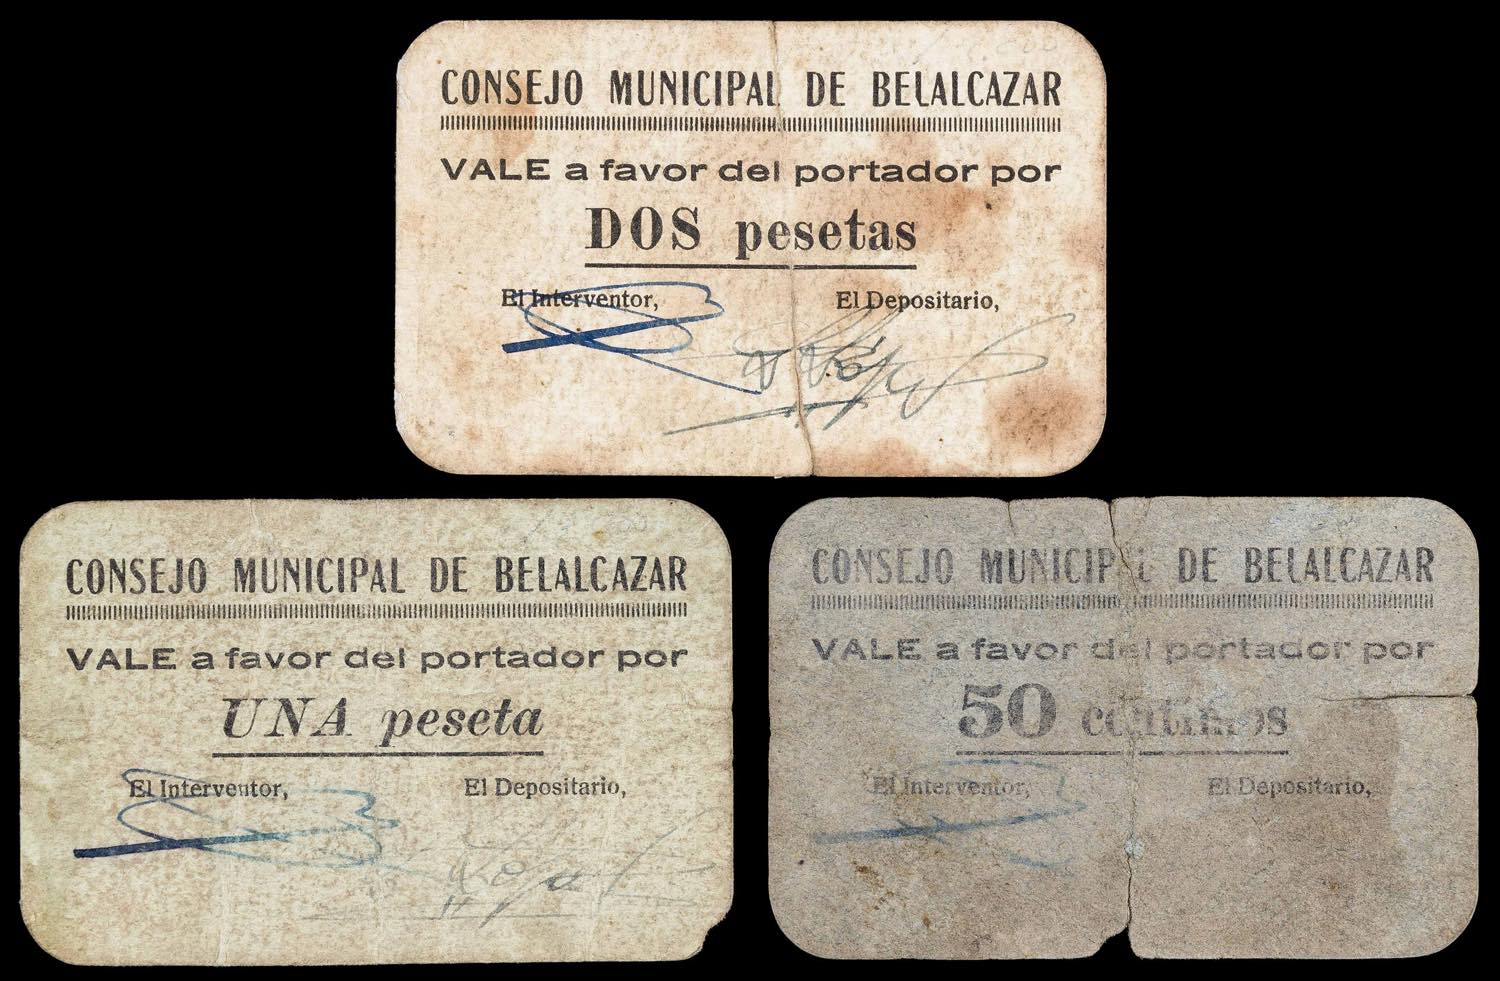 CONSEJO MUNICIPAL DE BELALCAZAR
VALE a favor del portador por
DOS pesetas
El Interventor,
El Depositario,
CONSEJO MUNICIPAL DE BELALCAZAR
VALE a favor del portador por
UNA peseta
El Interventor,
El Depositario,
CONSEJO MUNICIPAL DE BELALCAZAR
VALE a favor del portador por
50 centimos
El Interventor,
El Depositario,